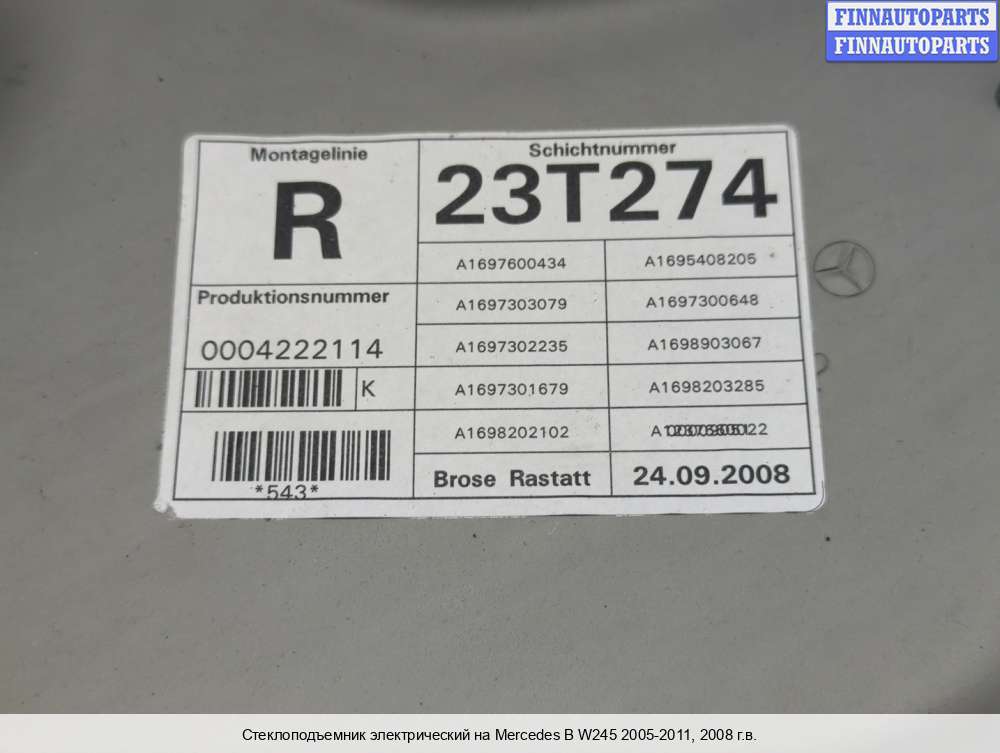 FINNAUTOPARTS
FINNAUTOPARTS
Montagelinie
R
Schichtnummer
23T274
A1697600434
A1695408205
Produktionsnummer
A1697303079
A1697300648
0004222114
A1697302235
A1698903067
K
A1697301679
A1698203285
A1698202102
*543*
Brose Rastatt
24.09.2008
Стеклоподъемник электрический на Mercedes B W245 2005-2011, 2008 г.в.